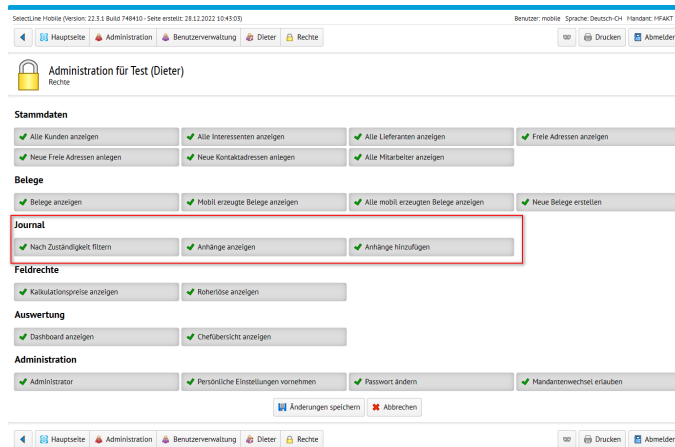 SelectLine Mobile (Version: 22.3.1 Build 748410 - Seite erstellt: 28.12.2022 10:43:03) Benutzer: mobile Sprache: Deutsch-CH Mandant: MFAKT
Hauptseite Administration Benutzerverwaltung Dieter Rechte Drucken Abmelden
Administration für Test (Dieter)
Rechte
Stammdaten
Alle Kunden anzeigen Alle Interessenten anzeigen Alle Lieferanten anzeigen Freie Adressen anzeigen
Neue Freie Adressen anlegen Neue Kontaktadressen anlegen Alle Mitarbeiter anzeigen
Belege
Belege anzeigen Mobil erzeugte Belege anzeigen Alle mobil erzeugten Belege anzeigen Neue Belege erstellen
Journal
Nach Zuständigkeit filtern Anhänge anzeigen Anhänge hinzufügen
Feldrechte
Kalkulationspreise anzeigen Roherlöse anzeigen
Auswertung
Dashboard anzeigen Chefübersicht anzeigen
Administration
Administrator Persönliche Einstellungen vornehmen Passwort ändern Mandantenwechsel erlauben
Änderungen speichern Abbrechen
Hauptseite Administration Benutzerverwaltung Dieter Rechte Drucken Abmelden